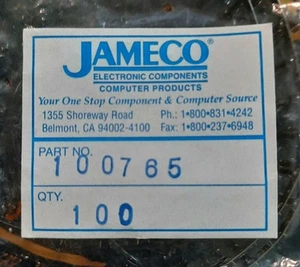 JAMECO®
ELECTRONIC COMPONENTS
COMPUTER PRODUCTS
Your One Stop Component & Computer Source
1355 Shoreway Road Ph.: 1•800•831•4242
Belmont, CA 94002-4100 Fax: 1•800•237•6948
PART NO.
100765
QTY.
100